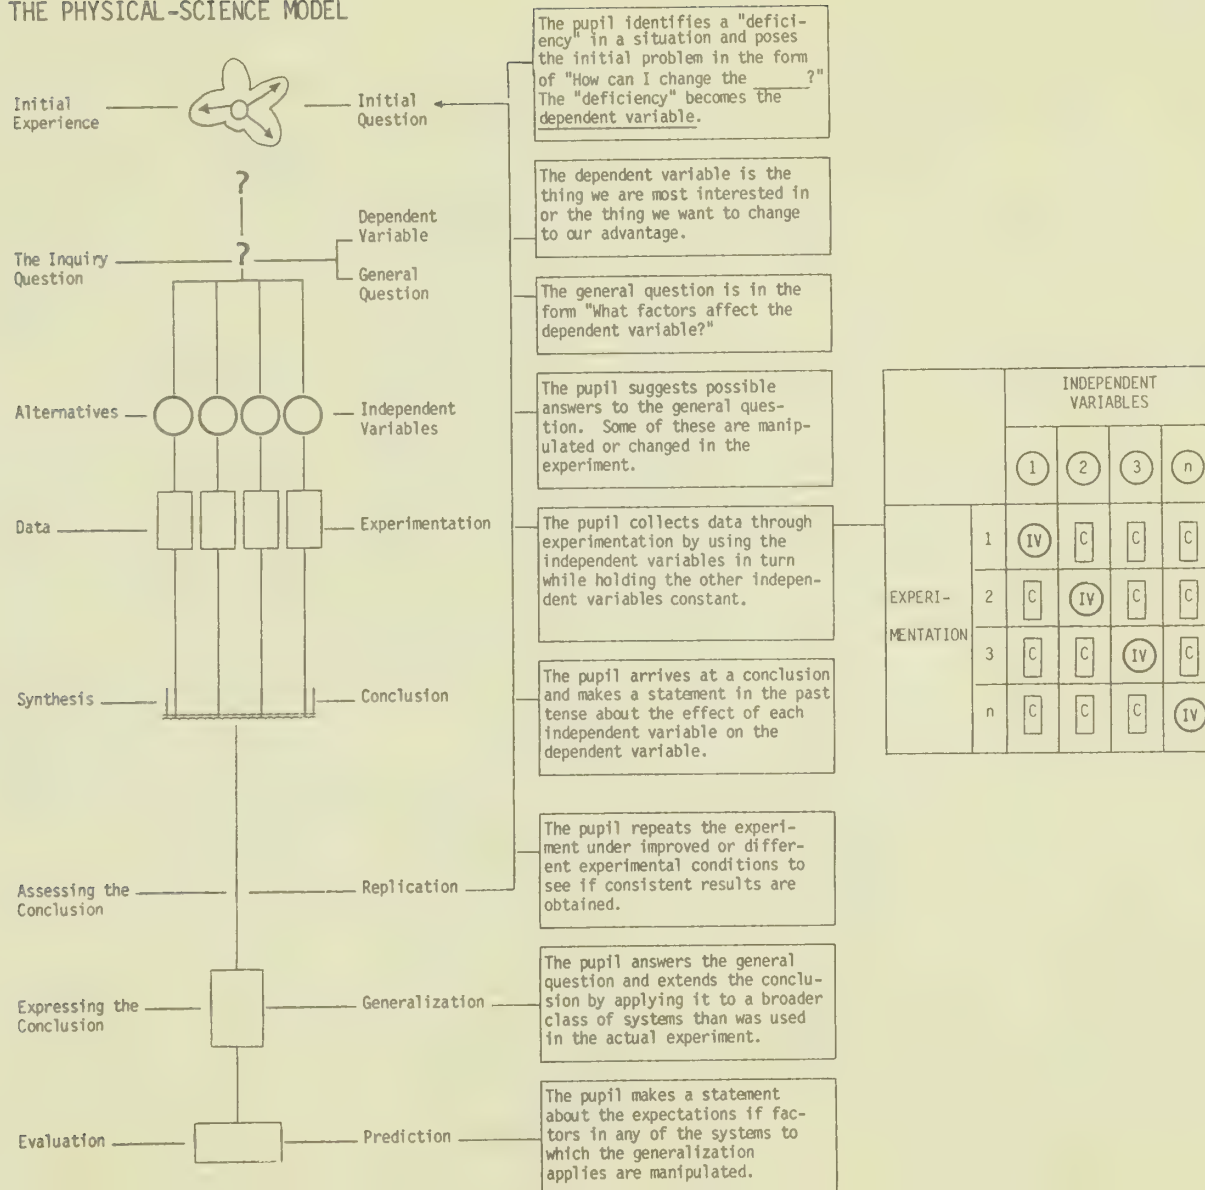 THE PHYSICAL-SCIENCE MODEL
Initial
Experience
Initial
Question
The pupil identifies a "defici-
ency" in a situation and poses
the initial problem in the form
of "How can I change the _____?"
The "deficiency" becomes the
dependent variable.
?
The Inquiry
Question
?
Dependent
Variable
General
Question
The dependent variable is the
thing we are most interested in
or the thing we want to change
to our advantage.
The general question is in the
form "What factors affect the
dependent variable?"
Alternatives
Independent
Variables
The pupil suggests possible
answers to the general ques-
tion. Some of these are manip-
ulated or changed in the
experiment.
Data
Experimentation
The pupil collects data through
experimentation by using the
independent variables in turn
while holding the other indepen-
dent variables constant.
INDEPENDENT
VARIABLES
1 2 3 n
EXPERI-
MENTATION
1 IV C C C
2 C IV C C
3 C C IV C
n C C C IV
Synthesis
Conclusion
The pupil arrives at a conclusion
and makes a statement in the past
tense about the effect of each
independent variable on the
dependent variable.
Assessing the
Conclusion
Replication
The pupil repeats the experi-
ment under improved or differ-
ent experimental conditions to
see if consistent results are
obtained.
Expressing the
Conclusion
Generalization
The pupil answers the general
question and extends the conclu-
sion by applying it to a broader
class of systems than was used
in the actual experiment.
Evaluation
Prediction
The pupil makes a statement
about the expectations if fac-
tors in any of the systems to
which the generalization
applies are manipulated.